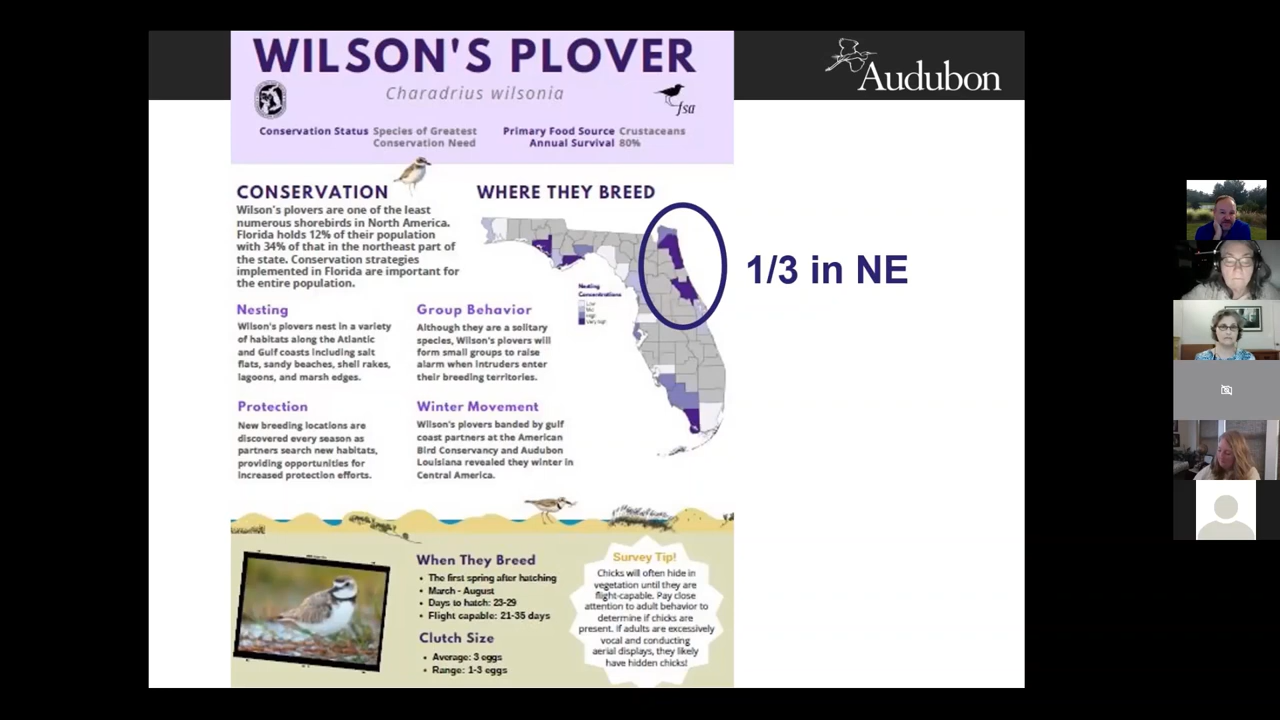 WILSON'S PLOVER
Audubon
Charadrius wilsonia
fsa
Conservation Status Species of Greatest
Conservation Need
Primary Food Source Crustaceans
Annual Survival 80%
CONSERVATION
Wilson's plovers are one of the least
numerous shorebirds in North America.
Florida holds 12% of their population
with 34% of that in the northeast part of
the state. Conservation strategies
implemented in Florida are important for
the entire population.
WHERE THEY BREED
Nesting
Concentrations
Low
Mid
High
Very high
1/3 in NE
Nesting
Wilson's plovers nest in a variety
of habitats along the Atlantic
and Gulf coasts including salt
flats, sandy beaches, shell rakes,
lagoons, and marsh edges.
Group Behavior
Although they are a solitary
species, Wilson's plovers will
form small groups to raise
alarm when intruders enter
their breeding territories.
Protection
New breeding locations are
discovered every season as
partners search new habitats,
providing opportunities for
increased protection efforts.
Winter Movement
Wilson's plovers banded by gulf
coast partners at the American
Bird Conservancy and Audubon
Louisiana revealed they winter in
Central America.
When They Breed
• The first spring after hatching
• March - August
• Days to hatch: 23-29
• Flight capable: 21-35 days
Clutch Size
• Average: 3 eggs
• Range: 1-3 eggs
Survey Tip!
Chicks will often hide in
vegetation until they are
flight-capable. Pay close
attention to adult behavior to
determine if chicks are
present. If adults are excessively
vocal and conducting
aerial displays, they likely
have hidden chicks!